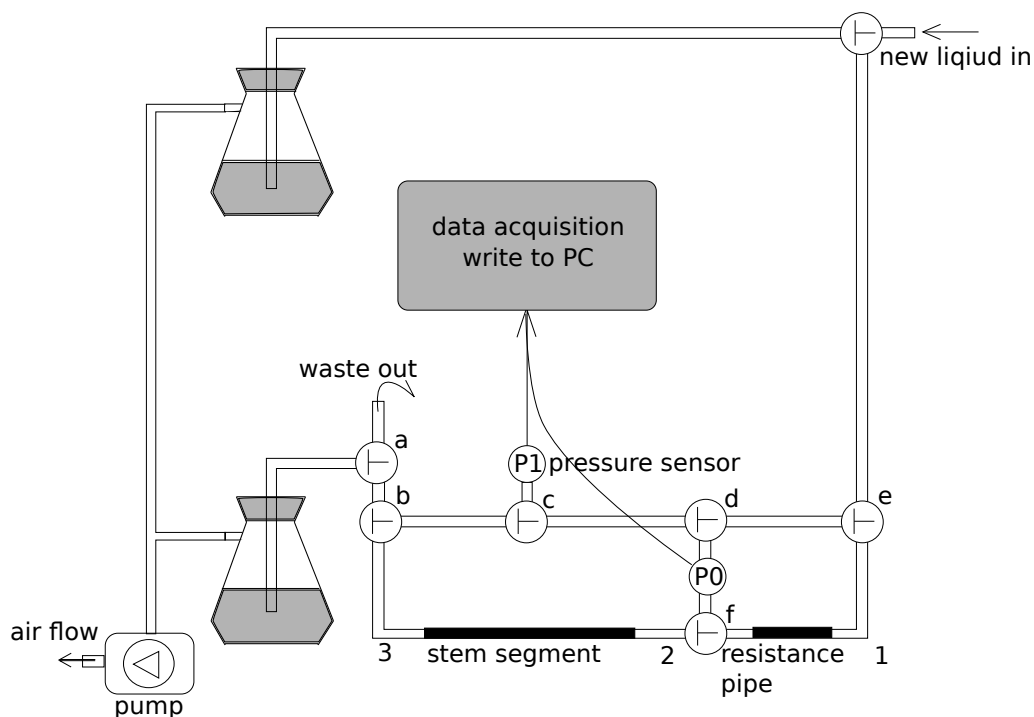 new liqiud in
data acquisition
write to PC
waste out
a
P1 pressure sensor
b
c
d
e
P0
f
air flow
3
stem segment
2
resistance
pipe
1
pump